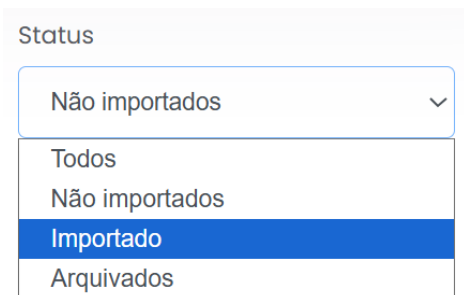 Status
Não importados
Todos
Não importados
Importado
Arquivados